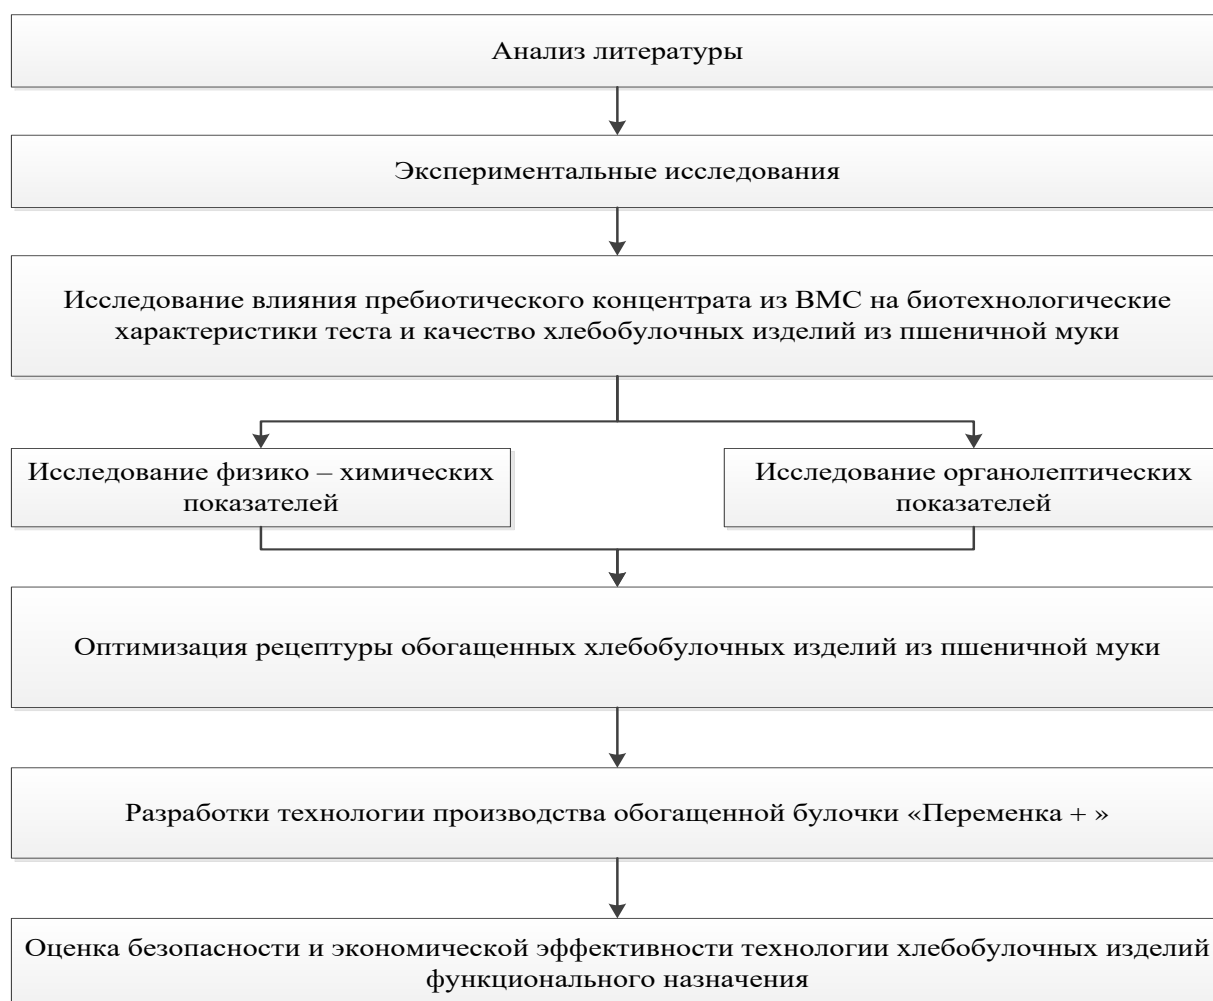 Анализ литературы
Экспериментальные исследования
Исследование влияния пребиотического концентрата из ВМС на биотехнологические
характеристики теста и качество хлебобулочных изделий из пшеничной муки
Исследование физико – химических
показателей
Исследование органолептических
показателей
Оптимизация рецептуры обогащенных хлебобулочных изделий из пшеничной муки
Разработки технологии производства обогащенной булочки «Переменка + »
Оценка безопасности и экономической эффективности технологии хлебобулочных изделий
функционального назначения